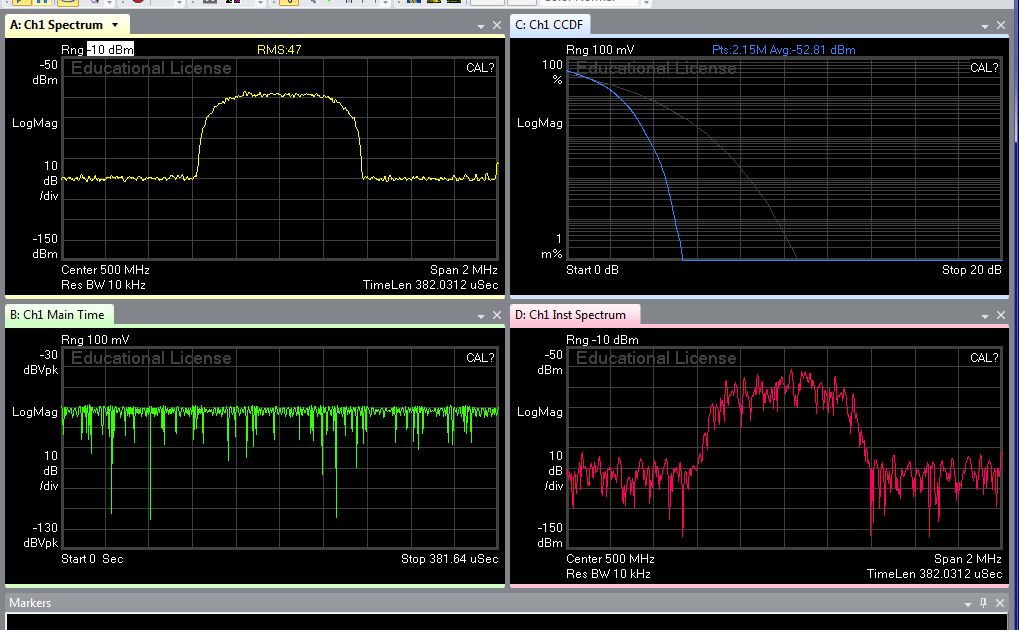 A: Ch1 Spectrum
Rng -10 dBm
RMS:47
-50
dBm
Educational License
CAL?
LogMag
10
dB
/div
-150
dBm
Center 500 MHz
Span 2 MHz
Res BW 10 kHz
TimeLen 382.0312 uSec
C: Ch1 CCDF
Rng 100 mV
Pts:2.15M Avg:-52.81 dBm
100
%
Educational License
CAL?
LogMag
1
m%
Start 0 dB
Stop 20 dB
B: Ch1 Main Time
Rng 100 mV
-30
dBVpk
Educational License
CAL?
LogMag
10
dB
/div
-130
dBVpk
Start 0 Sec
Stop 381.64 uSec
D: Ch1 Inst Spectrum
Rng -10 dBm
-50
dBm
Educational License
CAL?
LogMag
10
dB
/div
-150
dBm
Center 500 MHz
Span 2 MHz
Res BW 10 kHz
TimeLen 382.0312 uSec
Markers